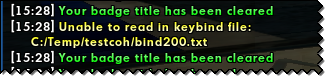 [15:28] Your badge title has been cleared
[15:28] Unable to read in keybind file:
C:/Temp/testcoh/bind200.txt
[15:28] Your badge title has been cleared